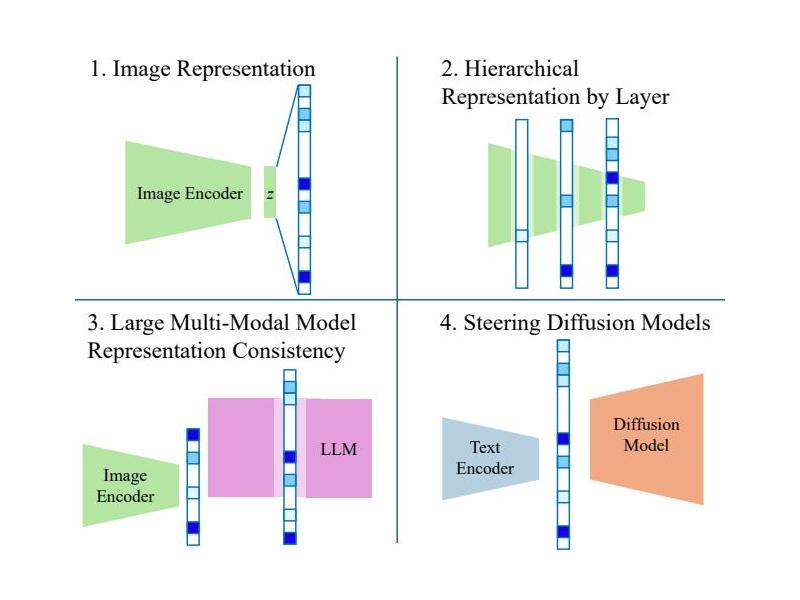 1. Image Representation
Image Encoder
z
2. Hierarchical
Representation by Layer
3. Large Multi-Modal Model
Representation Consistency
Image
Encoder
LLM
4. Steering Diffusion Models
Text
Encoder
Diffusion
Model